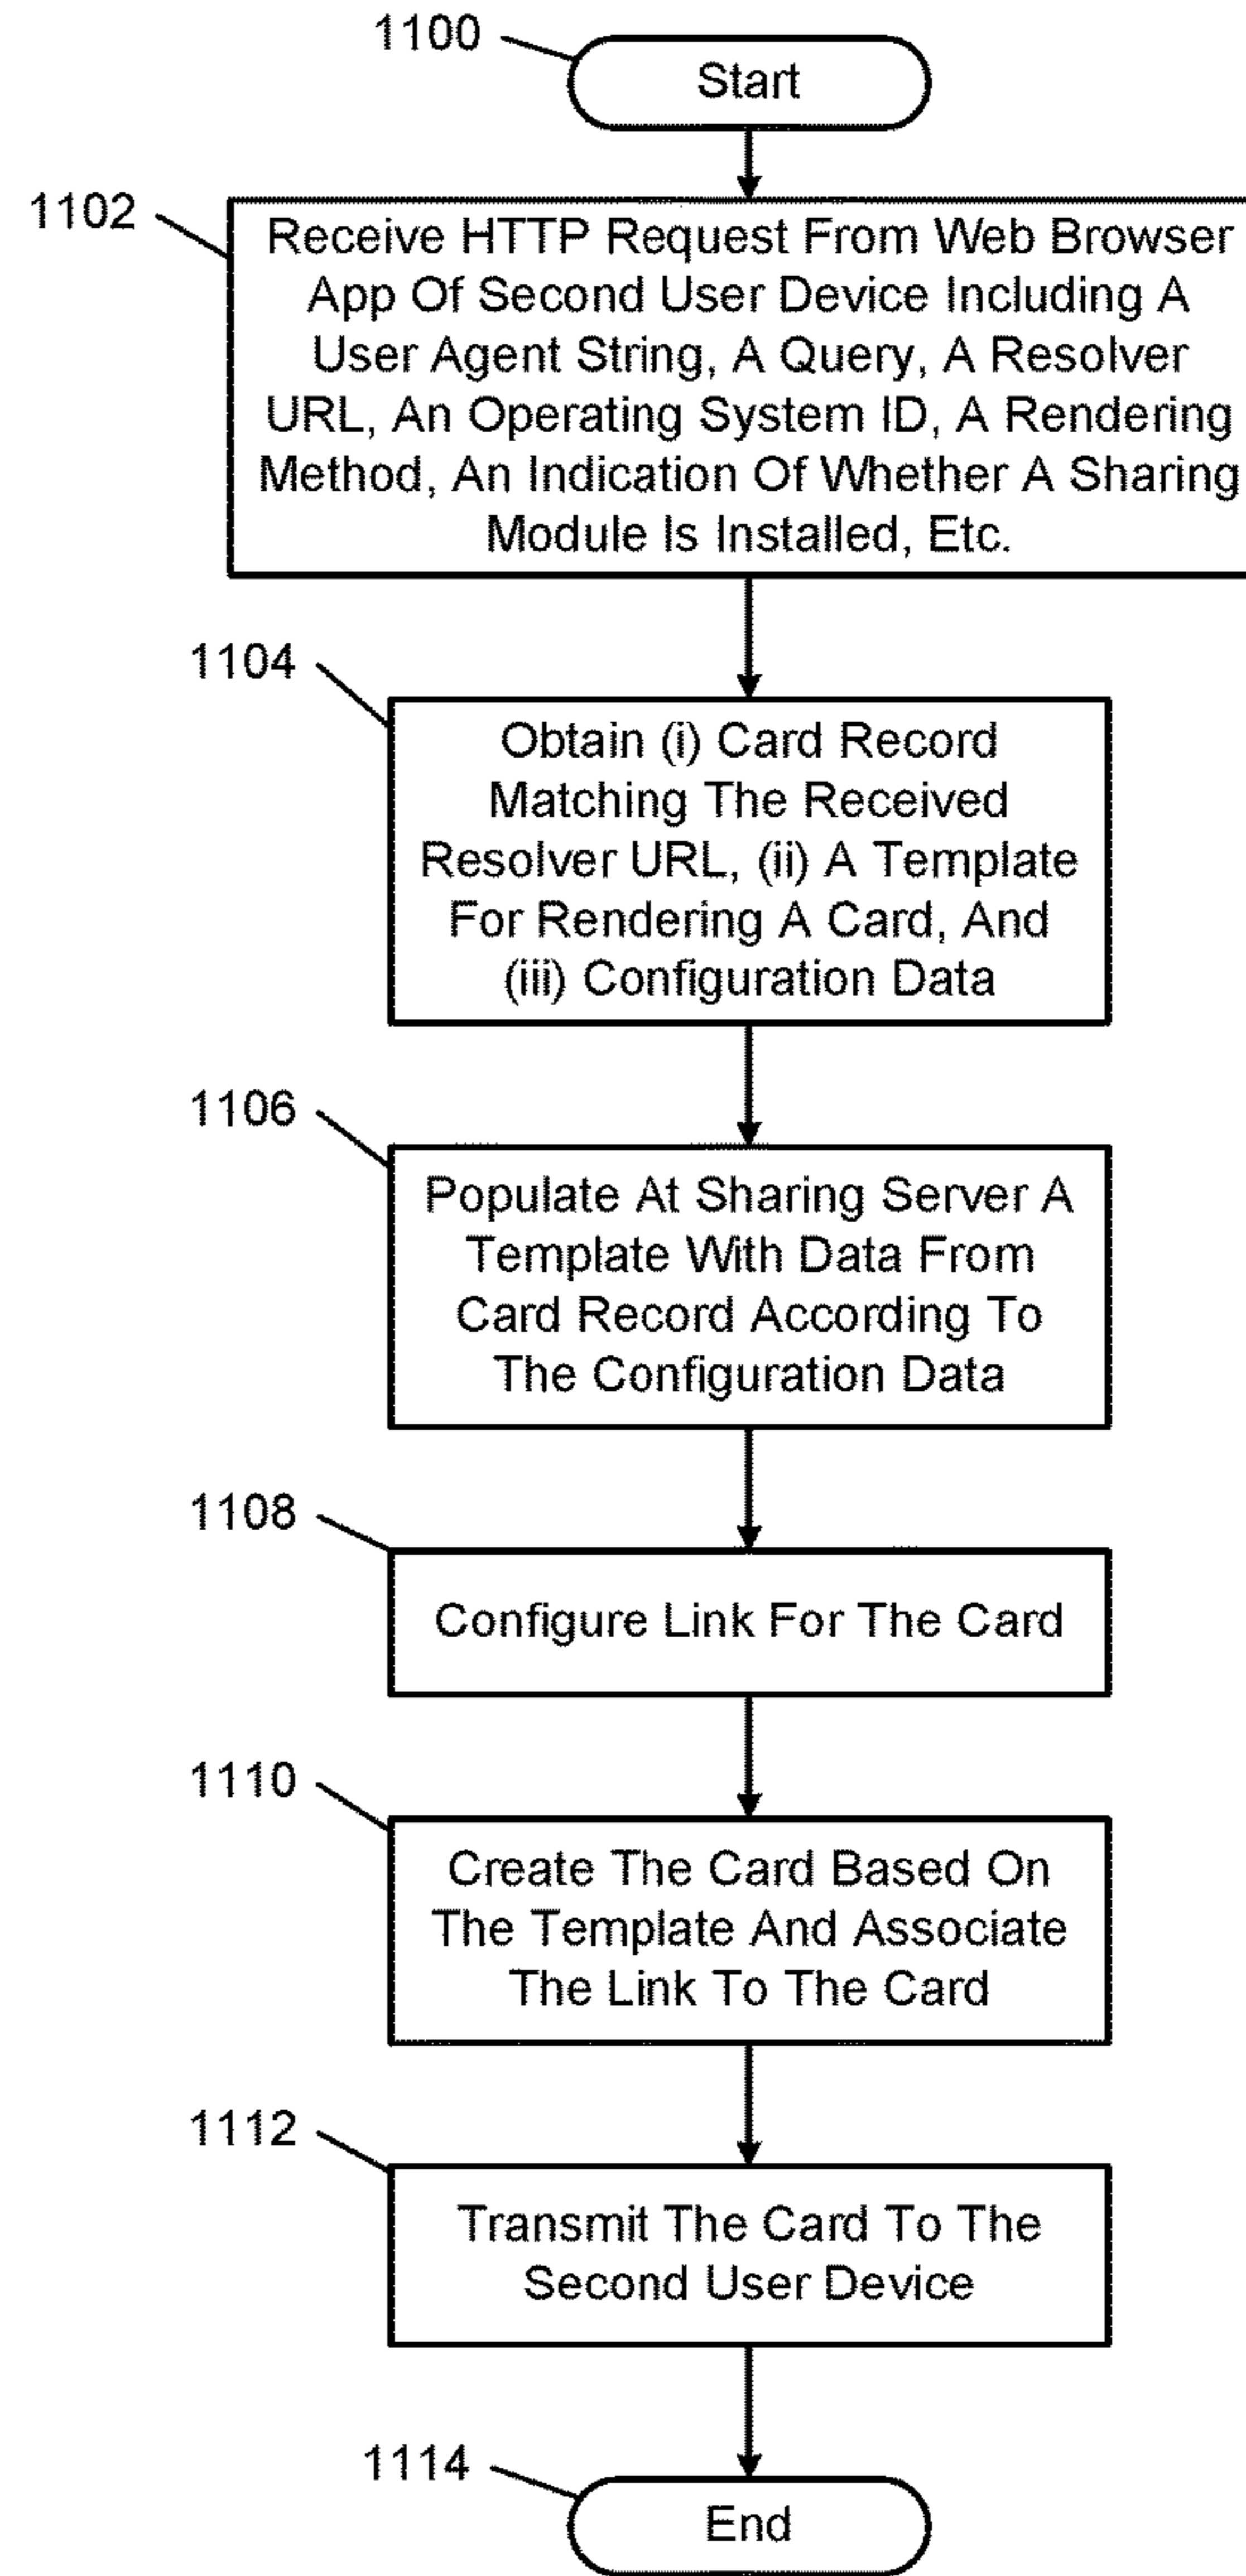 1100
Start
1102
Receive HTTP Request From Web Browser
App Of Second User Device Including A
User Agent String, A Query, A Resolver
URL, An Operating System ID, A Rendering
Method, An Indication Of Whether A Sharing
Module Is Installed, Etc.
1104
Obtain (i) Card Record
Matching The Received
Resolver URL, (ii) A Template
For Rendering A Card, And
(iii) Configuration Data
1106
Populate At Sharing Server A
Template With Data From
Card Record According To
The Configuration Data
1108
Configure Link For The Card
1110
Create The Card Based On
The Template And Associate
The Link To The Card
1112
Transmit The Card To The
Second User Device
1114
End